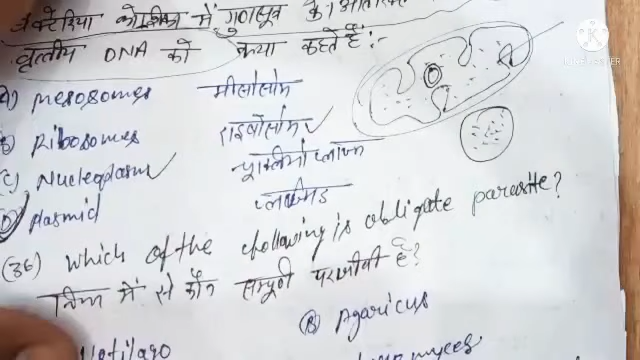 बैक्टेरिया कोशिका में गुणसूत्र के अतिरिक्त
वृत्तीय DNA को क्या कहते हैं:-
A) mesosomes मीसोसोम
B) Ribosomes राइबोसोम
C) Nucleoplasm न्यूक्लियोप्लाज्म
D) plasmid प्लाज्मिड
(36) which of the following is obligate parasite?
निम्न में से कौन सम्पूर्ण परजीवी है?
(B) Agaricus